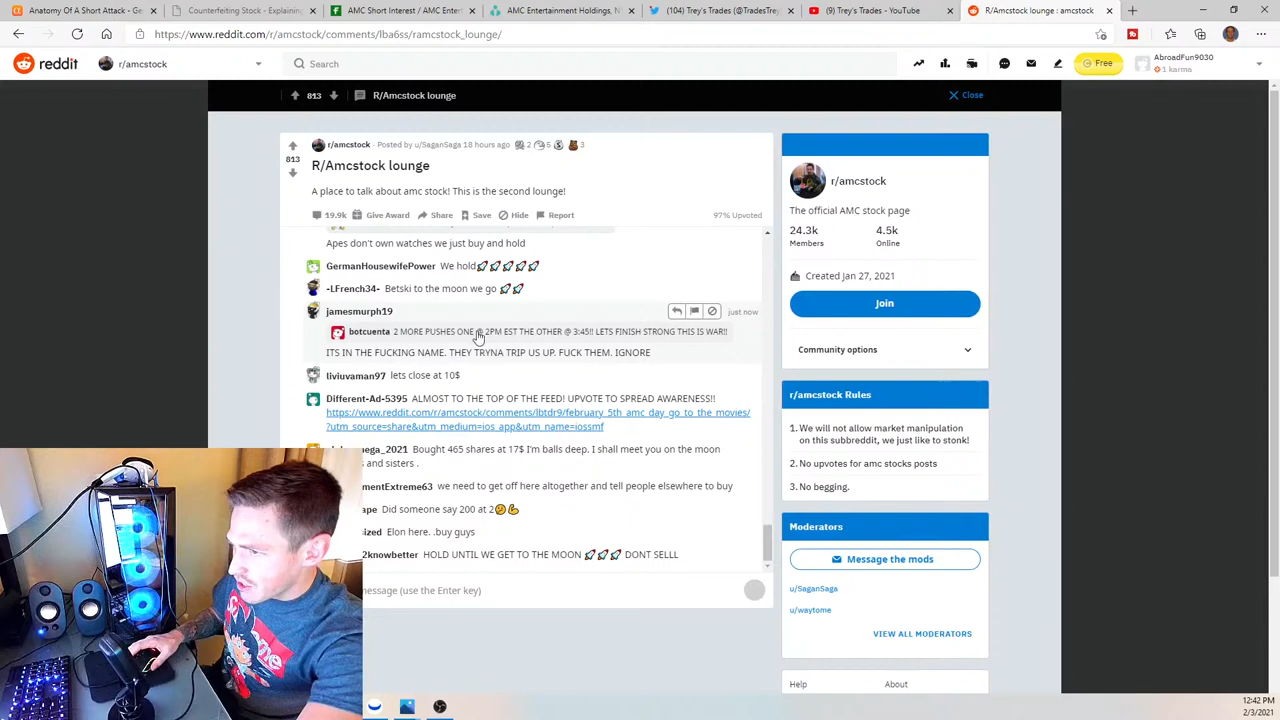 Anatomy Of A Short Attack - Ge
Counterfeiting Stock - Explaining
AMC Short Interest / AMC Enter
AMC Entertainment Holdings, N
(104) Trey's Trades (@TradesTrey
Trey's Stocks - YouTube
R/Amcstock lounge : amcstock
https://www.reddit.com/r/amcstock/comments/lba6ss/ramcstock_lounge/
reddit
r/amcstock
Search
Free
AbroadFun9030
1 karma
813
R/Amcstock lounge
Close
813
r/amcstock · Posted by u/SaganSaga 18 hours ago 2 6 3
R/Amcstock lounge
A place to talk about amc stock! This is the second lounge!
19.9k Give Award Share Save Hide Report 97% Upvoted
Apes don't own watches we just buy and hold
GermanHousewifePower We hold🚀🚀🚀🚀🚀
-LFrench34- Betski to the moon we go 🚀🚀
jamesmurph19 just now
botcuenta 2 MORE PUSHES ONE @ 2PM EST THE OTHER @ 3:45!! LETS FINISH STRONG THIS IS WAR!!
ITS IN THE FUCKING NAME. THEY TRYNA TRIP US UP. FUCK THEM. IGNORE
liviuvaman97 lets close at 10$
Different-Ad-5395 ALMOST TO THE TOP OF THE FEED! UPVOTE TO SPREAD AWARENESS!!
https://www.reddit.com/r/amcstock/comments/lbtdr9/february_5th_amc_day_go_to_the_movies/
?utm_source=share&utm_medium=ios_app&utm_name=iossmf
ega_2021 Bought 465 shares at 17$ I'm balls deep. I shall meet you on the moon
s and sisters .
mentExtreme63 we need to get off here altogether and tell people elsewhere to buy
ape Did someone say 200 at 2🤔💪
sized Elon here. .buy guys
2knowbetter HOLD UNTIL WE GET TO THE MOON 🚀🚀🚀 DONT SELLL
message (use the Enter key)
r/amcstock
The official AMC stock page
24.3k 4.5k
Members Online
Created Jan 27, 2021
Join
Community options
r/amcstock Rules
1. We will not allow market manipulation
on this subreddit, we just like to stonk!
2. No upvotes for amc stocks posts
3. No begging.
Moderators
Message the mods
u/SaganSaga
u/waytome
VIEW ALL MODERATORS
Help About
12:42 PM
2/3/2021